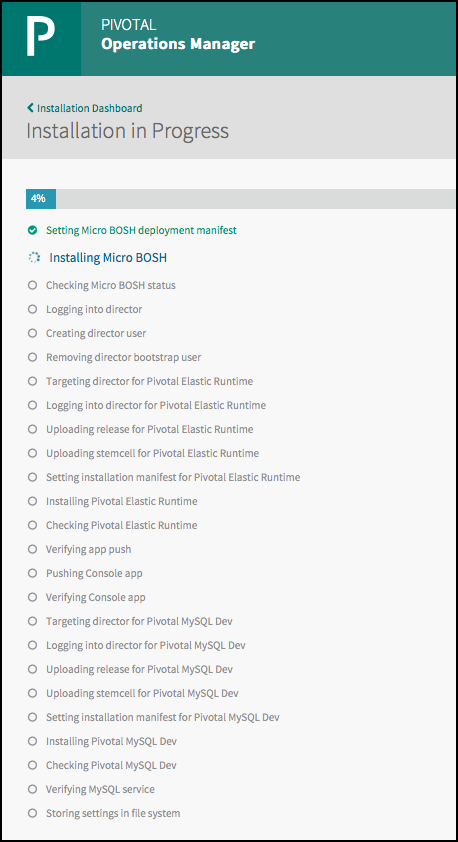 P
PIVOTAL
Operations Manager
Installation Dashboard
Installation in Progress
4%
Setting Micro BOSH deployment manifest
Installing Micro BOSH
Checking Micro BOSH status
Logging into director
Creating director user
Removing director bootstrap user
Targeting director for Pivotal Elastic Runtime
Logging into director for Pivotal Elastic Runtime
Uploading release for Pivotal Elastic Runtime
Uploading stemcell for Pivotal Elastic Runtime
Setting installation manifest for Pivotal Elastic Runtime
Installing Pivotal Elastic Runtime
Checking Pivotal Elastic Runtime
Verifying app push
Pushing Console app
Verifying Console app
Targeting director for Pivotal MySQL Dev
Logging into director for Pivotal MySQL Dev
Uploading release for Pivotal MySQL Dev
Uploading stemcell for Pivotal MySQL Dev
Setting installation manifest for Pivotal MySQL Dev
Installing Pivotal MySQL Dev
Checking Pivotal MySQL Dev
Verifying MySQL service
Storing settings in file system